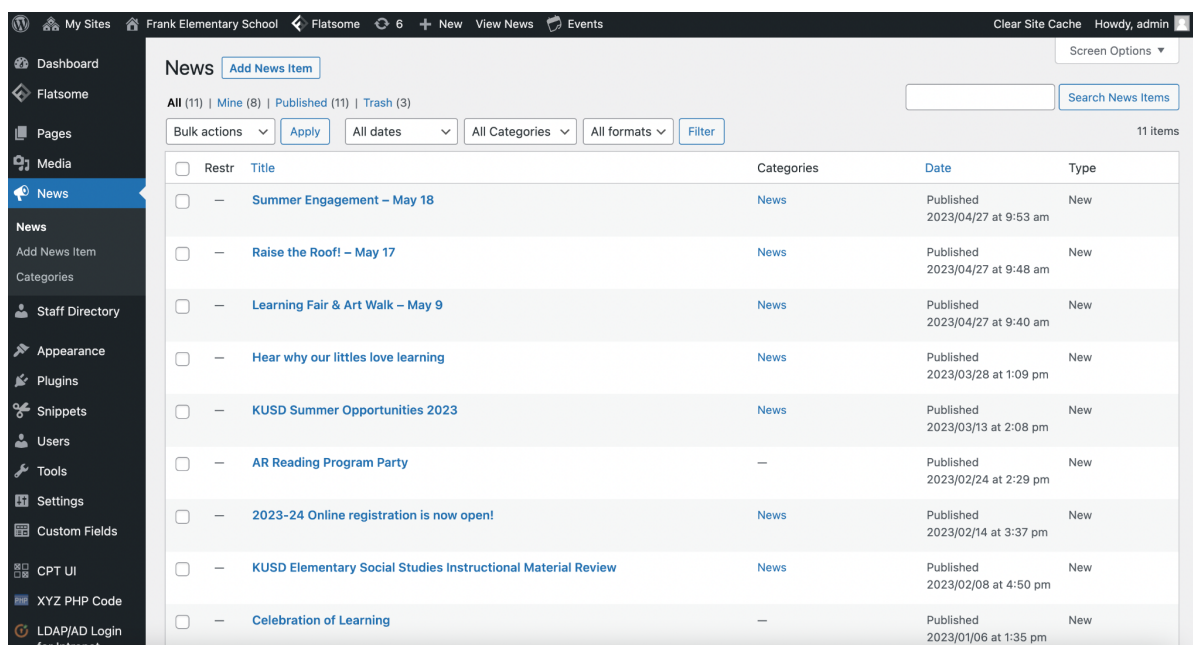 My Sites Frank Elementary School Flatsome 6 New View News Events Clear Site Cache Howdy, admin
Dashboard
Flatsome
Pages
Media
News
News
Add News Item
Categories
Staff Directory
Appearance
Plugins
Snippets
Users
Tools
Settings
Custom Fields
CPT UI
PHP XYZ PHP Code
LDAP/AD Login
for Intranet
Screen Options ▼
News Add News Item
All (11) | Mine (8) | Published (11) | Trash (3)
Search News Items
Bulk actions Apply All dates All Categories All formats Filter 11 items
Restr Title Categories Date Type
— Summer Engagement – May 18 News Published New
2023/04/27 at 9:53 am
— Raise the Roof! – May 17 News Published New
2023/04/27 at 9:48 am
— Learning Fair & Art Walk – May 9 News Published New
2023/04/27 at 9:40 am
— Hear why our littles love learning News Published New
2023/03/28 at 1:09 pm
— KUSD Summer Opportunities 2023 News Published New
2023/03/13 at 2:08 pm
— AR Reading Program Party — Published New
2023/02/24 at 2:29 pm
— 2023-24 Online registration is now open! News Published New
2023/02/14 at 3:37 pm
— KUSD Elementary Social Studies Instructional Material Review News Published New
2023/02/08 at 4:50 pm
— Celebration of Learning — Published New
2023/01/06 at 1:35 pm